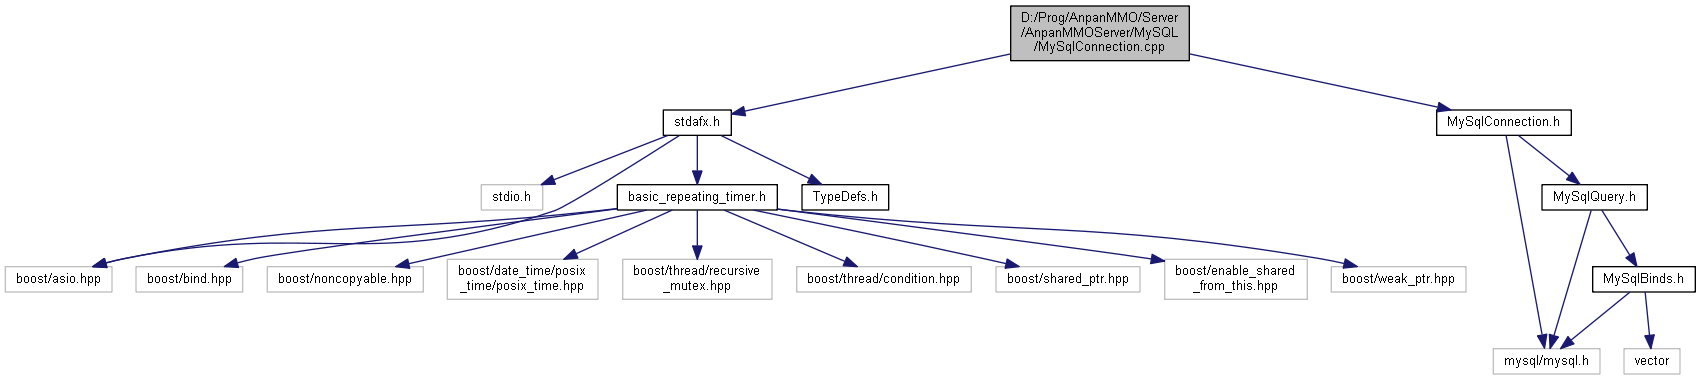 D:/Prog/AnpanMMO/Server
/AnpanMMOServer/MySQL
/MySqlConnection.cpp
stdafx.h
MySqlConnection.h
stdio.h
basic_repeating_timer.h
TypeDefs.h
MySqlQuery.h
boost/asio.hpp
boost/bind.hpp
boost/noncopyable.hpp
boost/date_time/posix
_time/posix_time.hpp
boost/thread/recursive
_mutex.hpp
boost/thread/condition.hpp
boost/shared_ptr.hpp
boost/enable_shared
_from_this.hpp
boost/weak_ptr.hpp
MySqlBinds.h
mysql/mysql.h
vector